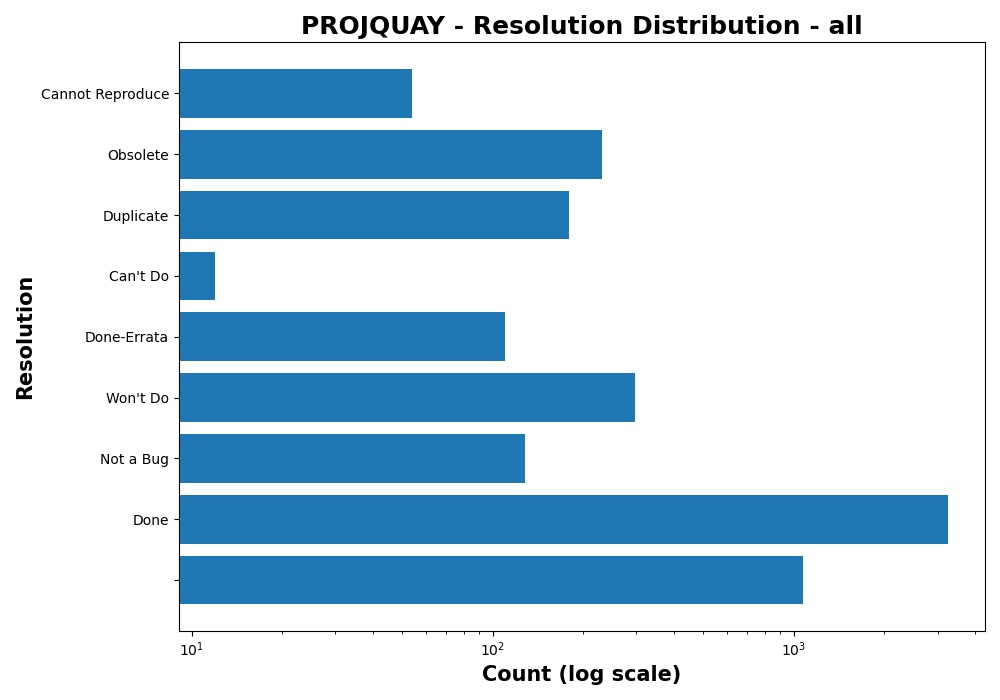 PROJQUAY - Resolution Distribution - all
Cannot Reproduce
Obsolete
Duplicate
Can't Do
Done-Errata
Won't Do
Not a Bug
Done
Resolution
10¹
10²
10³
Count (log scale)